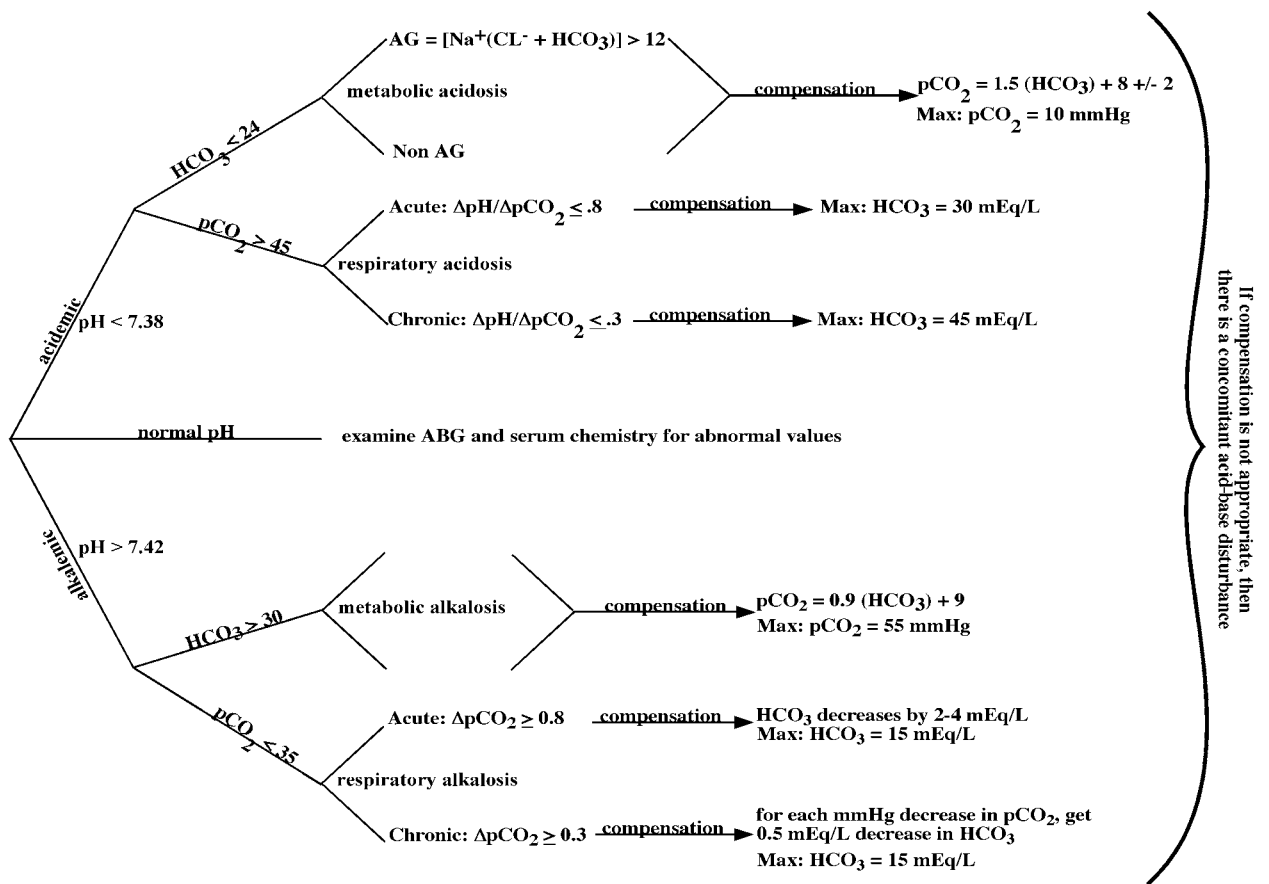 AG = [Na+(CL- + HCO3)] > 12
metabolic acidosis
Non AG
compensation
pCO2 = 1.5 (HCO3) + 8 +/- 2
Max: pCO2 = 10 mmHg
HCO3 < 24
pCO2 > 45
Acute: ΔpH/ΔpCO2 ≤ .8
compensation
Max: HCO3 = 30 mEq/L
respiratory acidosis
Chronic: ΔpH/ΔpCO2 ≤ .3
compensation
Max: HCO3 = 45 mEq/L
acidemic
pH < 7.38
normal pH
examine ABG and serum chemistry for abnormal values
alkalemic
pH > 7.42
HCO3 > 30
metabolic alkalosis
compensation
pCO2 = 0.9 (HCO3) + 9
Max: pCO2 = 55 mmHg
pCO2 < 35
Acute: ΔpCO2 ≥ 0.8
compensation
HCO3 decreases by 2-4 mEq/L
Max: HCO3 = 15 mEq/L
respiratory alkalosis
Chronic: ΔpCO2 ≥ 0.3
compensation
for each mmHg decrease in pCO2, get
0.5 mEq/L decrease in HCO3
Max: HCO3 = 15 mEq/L
If compensation is not appropriate, then
there is a concomitant acid-base disturbance